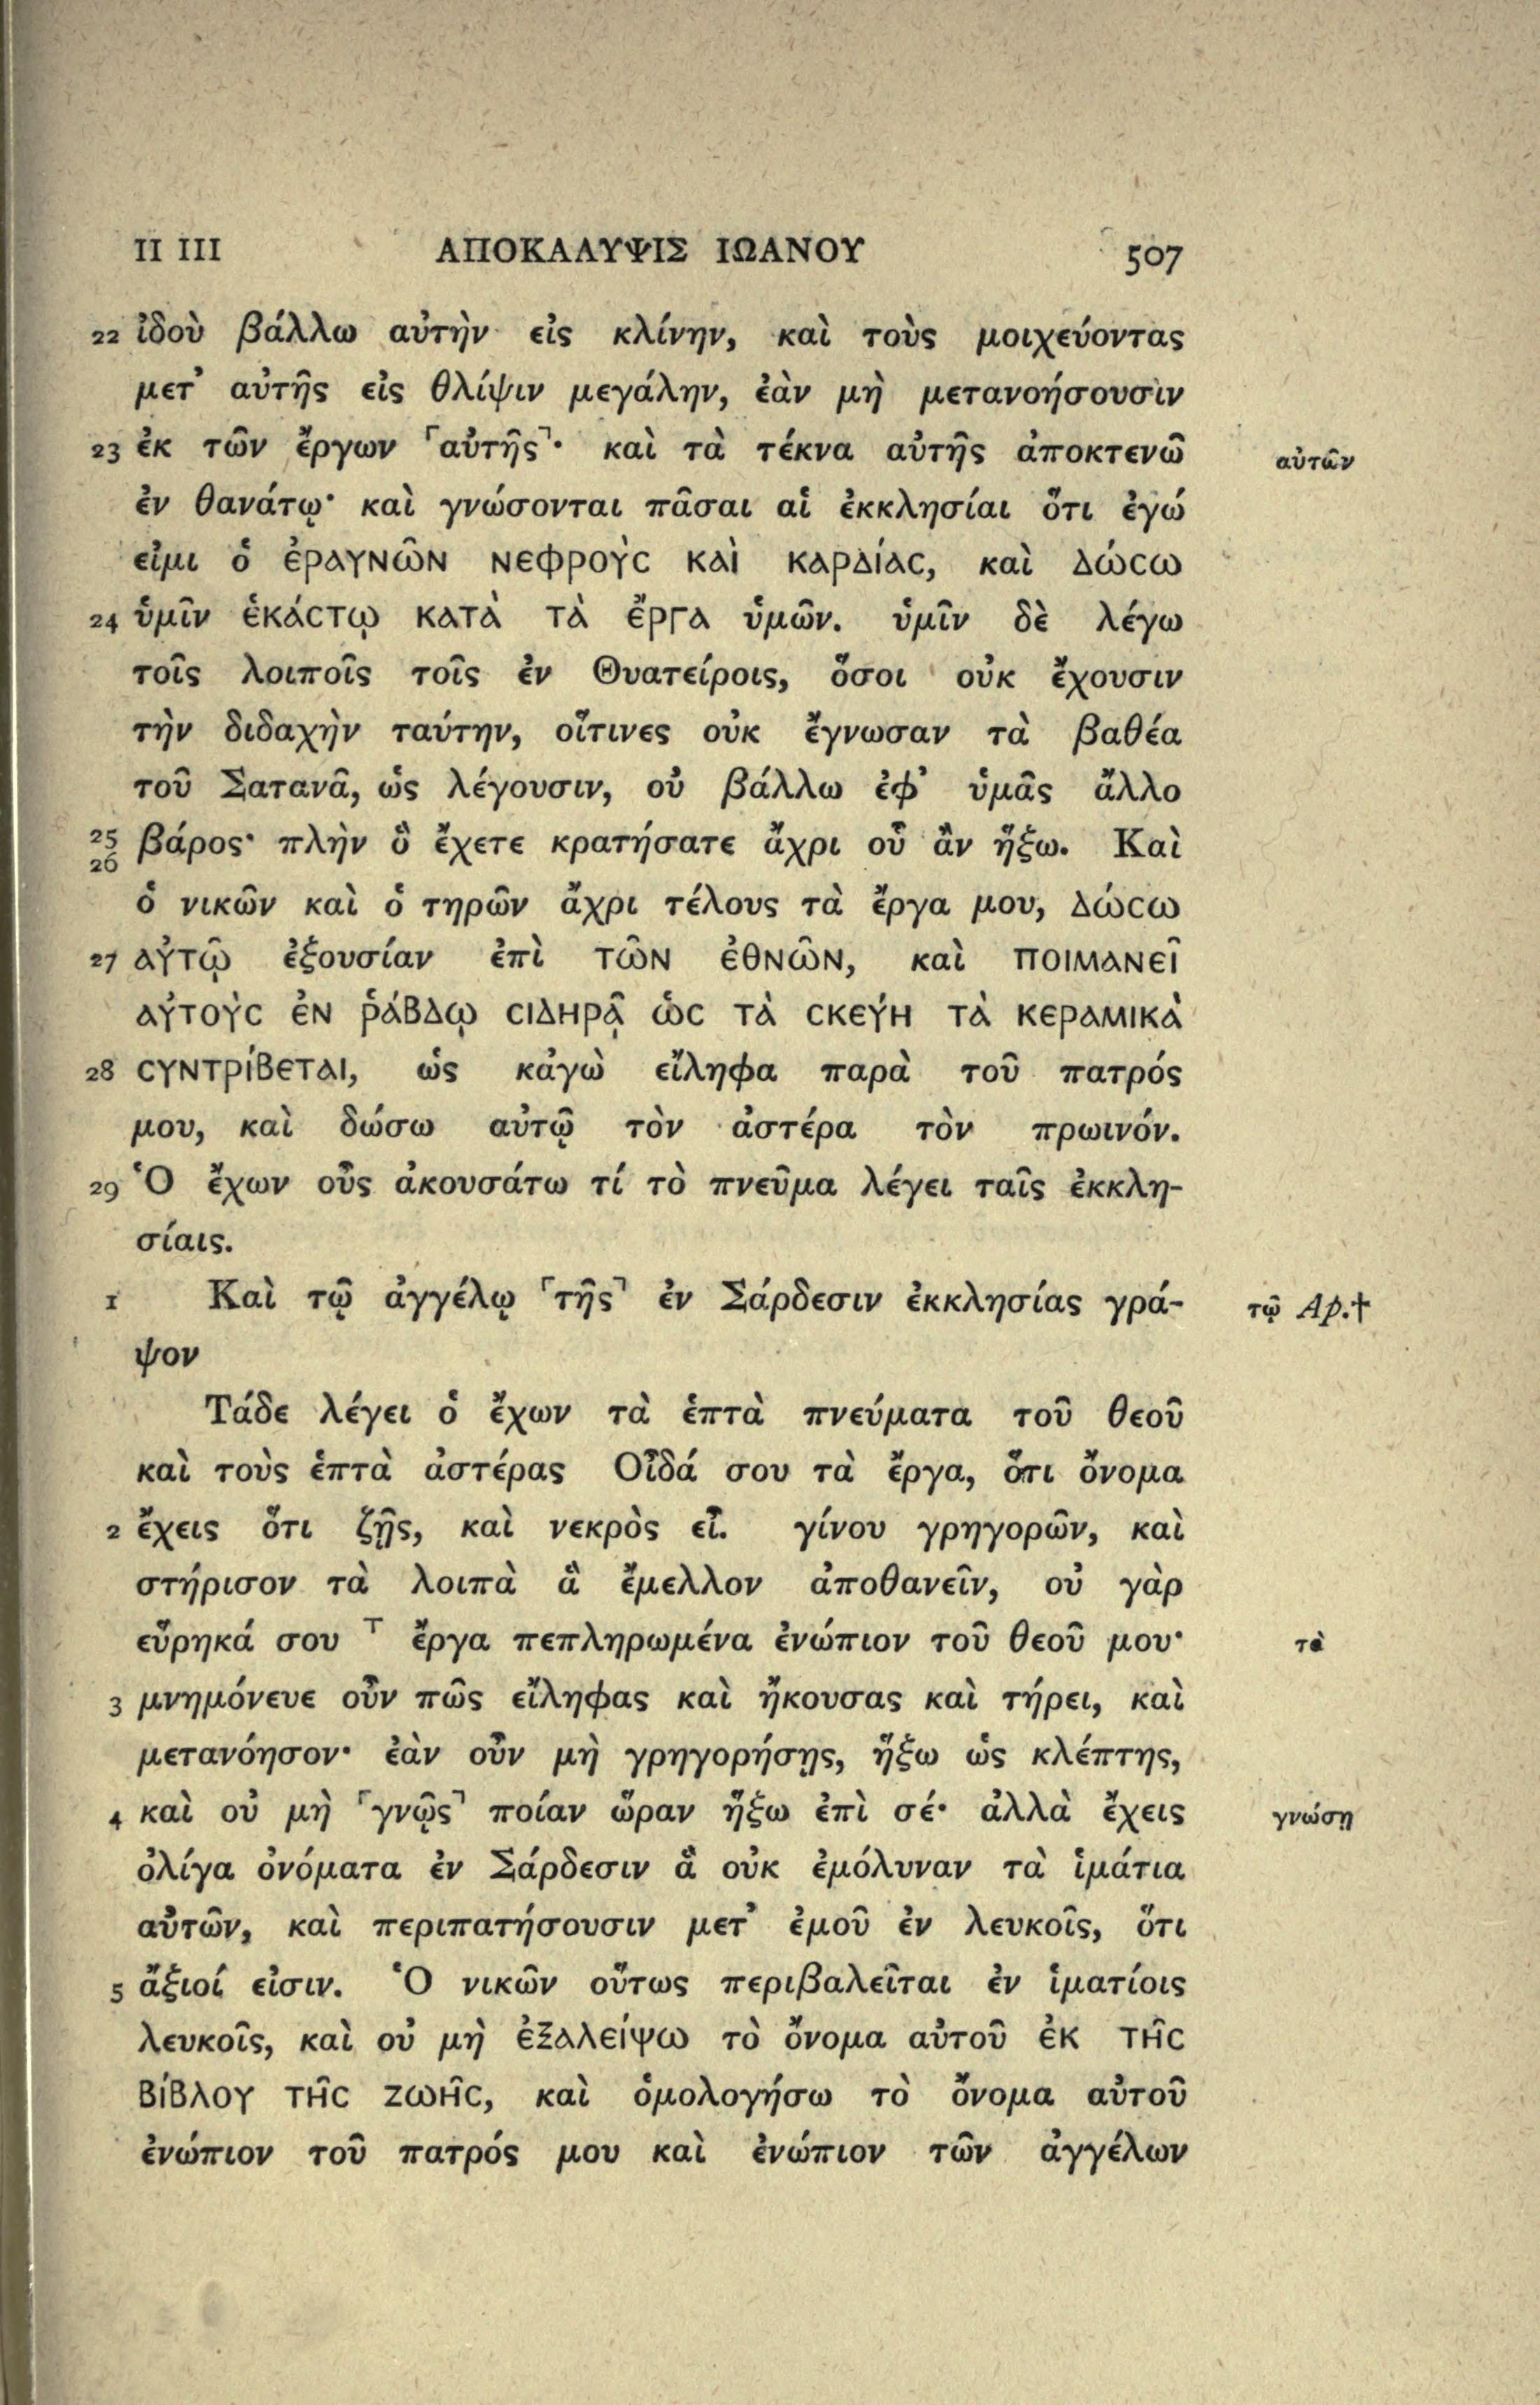 II III ΑΠΟΚΑΛΥΨΙΣ ΙΩΑΝΟΥ 507
22 ἰδοὺ βάλλω αὐτὴν εἰς κλίνην, καὶ τοὺς μοιχεύοντας
μετ’ αὐτῆς εἰς θλίψιν μεγάλην, ἐὰν μὴ μετανοήσουσιν
23 ἐκ τῶν ἔργων ⸀αὐτῆς⸣· καὶ τὰ τέκνα αὐτῆς ἀποκτενῶ αὐτῶν
ἐν θανάτῳ· καὶ γνώσονται πᾶσαι αἱ ἐκκλησίαι ὅτι ἐγώ
εἰμι ὁ ἐραυνῶν νεφροὺϲ καὶ καρδίαϲ, καὶ δώϲω
24 ὑμῖν ἑκάϲτῳ κατὰ τὰ ἔργα ὑμῶν. ὑμῖν δὲ λέγω
τοῖς λοιποῖς τοῖς ἐν Θυατείροις, ὅσοι οὐκ ἔχουσιν
τὴν διδαχὴν ταύτην, οἵτινες οὐκ ἔγνωσαν τὰ βαθέα
τοῦ Σατανᾶ, ὡς λέγουσιν, οὐ βάλλω ἐφ’ ὑμᾶς ἄλλο
25 26 βάρος· πλὴν ὃ ἔχετε κρατήσατε ἄχρι οὗ ἂν ἥξω. Καὶ
ὁ νικῶν καὶ ὁ τηρῶν ἄχρι τέλους τὰ ἔργα μου, δώϲω
27 αὐτῷ ἐξουσίαν ἐπὶ τῶν ἐθνῶν, καὶ ποιμανεῖ
αὐτοὺϲ ἐν ῥάβδῳ ϲιδηρᾷ ὡϲ τὰ ϲκεύη τὰ κεραμικὰ
28 ϲυντρίβεται, ὡς κἀγὼ εἴληφα παρὰ τοῦ πατρός
μου, καὶ δώσω αὐτῷ τὸν ἀστέρα τὸν πρωινόν.
29 Ὁ ἔχων οὖς ἀκουσάτω τί τὸ πνεῦμα λέγει ταῖς ἐκκλη-
σίαις.
1 Καὶ τῷ ἀγγέλῳ ⸀τῆς⸣ ἐν Σάρδεσιν ἐκκλησίας γρά- τῷ Ap.†
ψον
Τάδε λέγει ὁ ἔχων τὰ ἑπτὰ πνεύματα τοῦ θεοῦ
καὶ τοὺς ἑπτὰ ἀστέρας Οἶδά σου τὰ ἔργα, ὅτι ὄνομα
2 ἔχεις ὅτι ζῇς, καὶ νεκρὸς εἶ. γίνου γρηγορῶν, καὶ
στήρισον τὰ λοιπὰ ἃ ἔμελλον ἀποθανεῖν, οὐ γὰρ
εὕρηκά σου ⸆ ἔργα πεπληρωμένα ἐνώπιον τοῦ θεοῦ μου· τὰ
3 μνημόνευε οὖν πῶς εἴληφας καὶ ἤκουσας καὶ τήρει, καὶ
μετανόησον· ἐὰν οὖν μὴ γρηγορήσῃς, ἥξω ὡς κλέπτης,
4 καὶ οὐ μὴ ⸀γνῷς⸣ ποίαν ὥραν ἥξω ἐπὶ σέ· ἀλλὰ ἔχεις γνώσῃ
ὀλίγα ὀνόματα ἐν Σάρδεσιν ἃ οὐκ ἐμόλυναν τὰ ἱμάτια
αὐτῶν, καὶ περιπατήσουσιν μετ’ ἐμοῦ ἐν λευκοῖς, ὅτι
5 ἄξιοί εἰσιν. Ὁ νικῶν οὕτως περιβαλεῖται ἐν ἱματίοις
λευκοῖς, καὶ οὐ μὴ ἐξαλείψω τὸ ὄνομα αὐτοῦ ἐκ τῆϲ
βίβλου τῆϲ ζωῆϲ, καὶ ὁμολογήσω τὸ ὄνομα αὐτοῦ
ἐνώπιον τοῦ πατρός μου καὶ ἐνώπιον τῶν ἀγγέλων